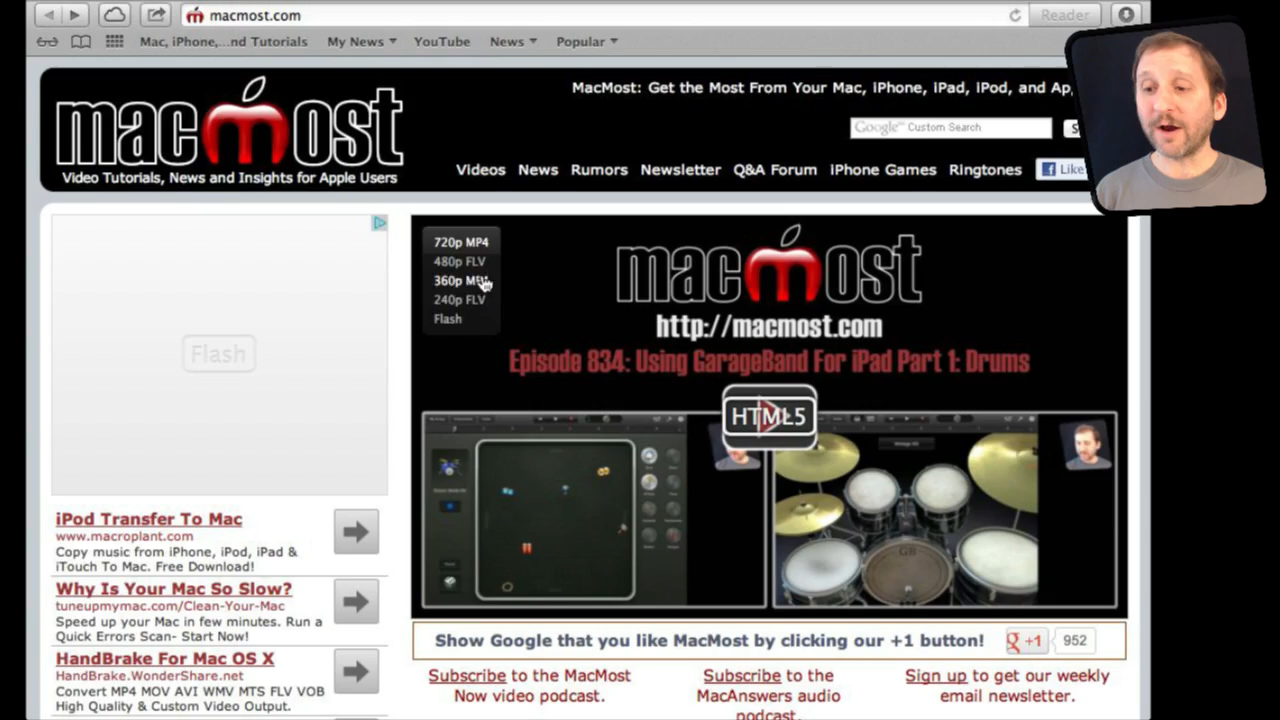 macmost.com
Reader
Mac, iPhone,...nd Tutorials
My News
YouTube
News
Popular
macmost
Video Tutorials, News and Insights for Apple Users
MacMost: Get the Most From Your Mac, iPhone, iPad, iPod, and Ap
Google™ Custom Search
S
Videos
News
Rumors
Newsletter
Q&A Forum
iPhone Games
Ringtones
Like
Flash
720p MP4
480p FLV
360p
240p FLV
Flash
macmost
http://macmost.com
Episode 834: Using GarageBand For iPad Part 1: Drums
HTML5
GB
iPod Transfer To Mac
www.macroplant.com
Copy music from iPhone, iPod, iPad &
iTouch To Mac. Free Download!
Why Is Your Mac So Slow?
tuneupmymac.com/Clean-Your-Mac
Speed up your Mac in few minutes. Run a
Quick Errors Scan- Start Now!
HandBrake For Mac OS X
HandBrake.WonderShare.net
Convert MP4 MOV AVI WMV MTS FLV VOB
High Quality & Custom Video Output.
Show Google that you like MacMost by clicking our +1 button!
g +1
952
Subscribe to the MacMost
Now video podcast.
Subscribe to the
MacAnswers audio
podcast.
Sign up to get our weekly
email newsletter.